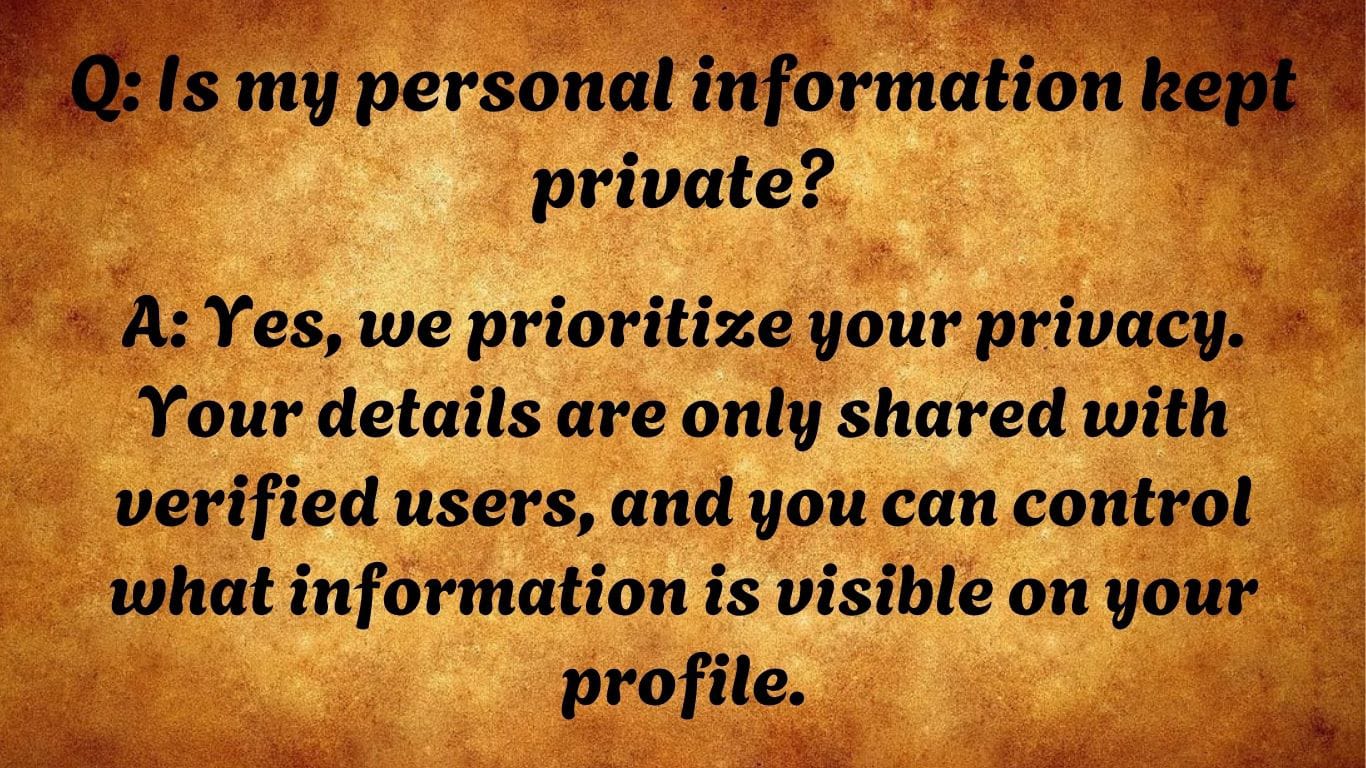 Q: Is my personal information kept
private?
A: Yes, we prioritize your privacy.
Your details are only shared with
verified users, and you can control
what information is visible on your
profile.